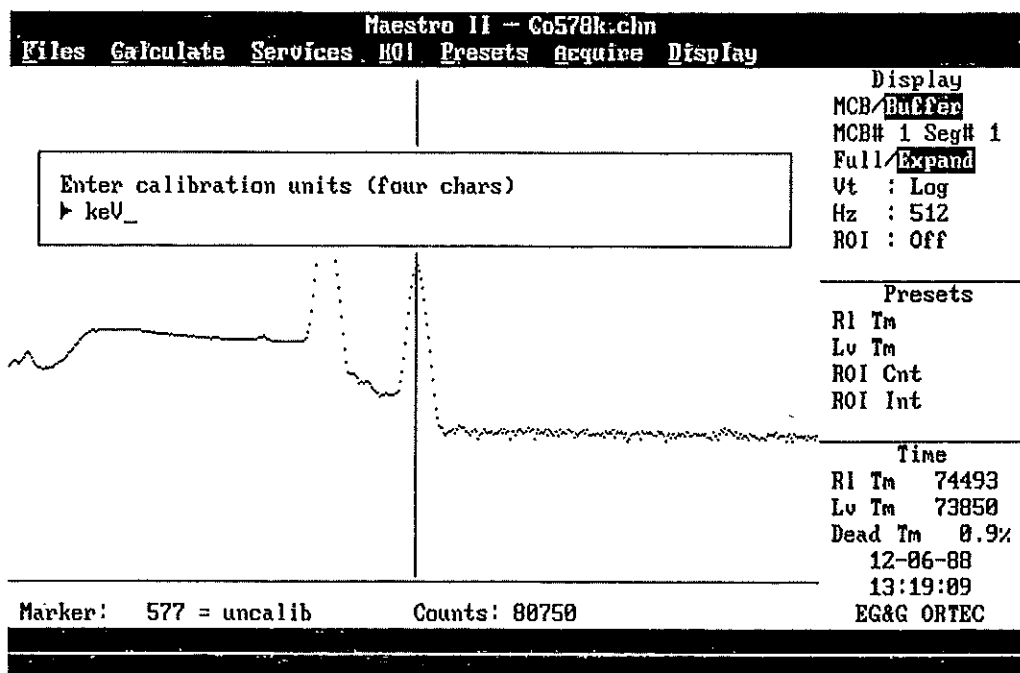 Maestro II — Co578k.chn
Files Calculate Services ROI Presets Acquire Display
Enter calibration units (four chars)
keV_
Display
MCB/Buffer
MCB# 1 Seg# 1
Full/Expand
Vt : Log
Hz : 512
ROI : Off
Presets
Rl Tm
Lv Tm
ROI Cnt
ROI Int
Time
Rl Tm 74493
Lv Tm 73850
Dead Tm 0.9%
12-06-88
13:19:09
EG&G ORTEC
Marker: 577 = uncalib Counts: 80750